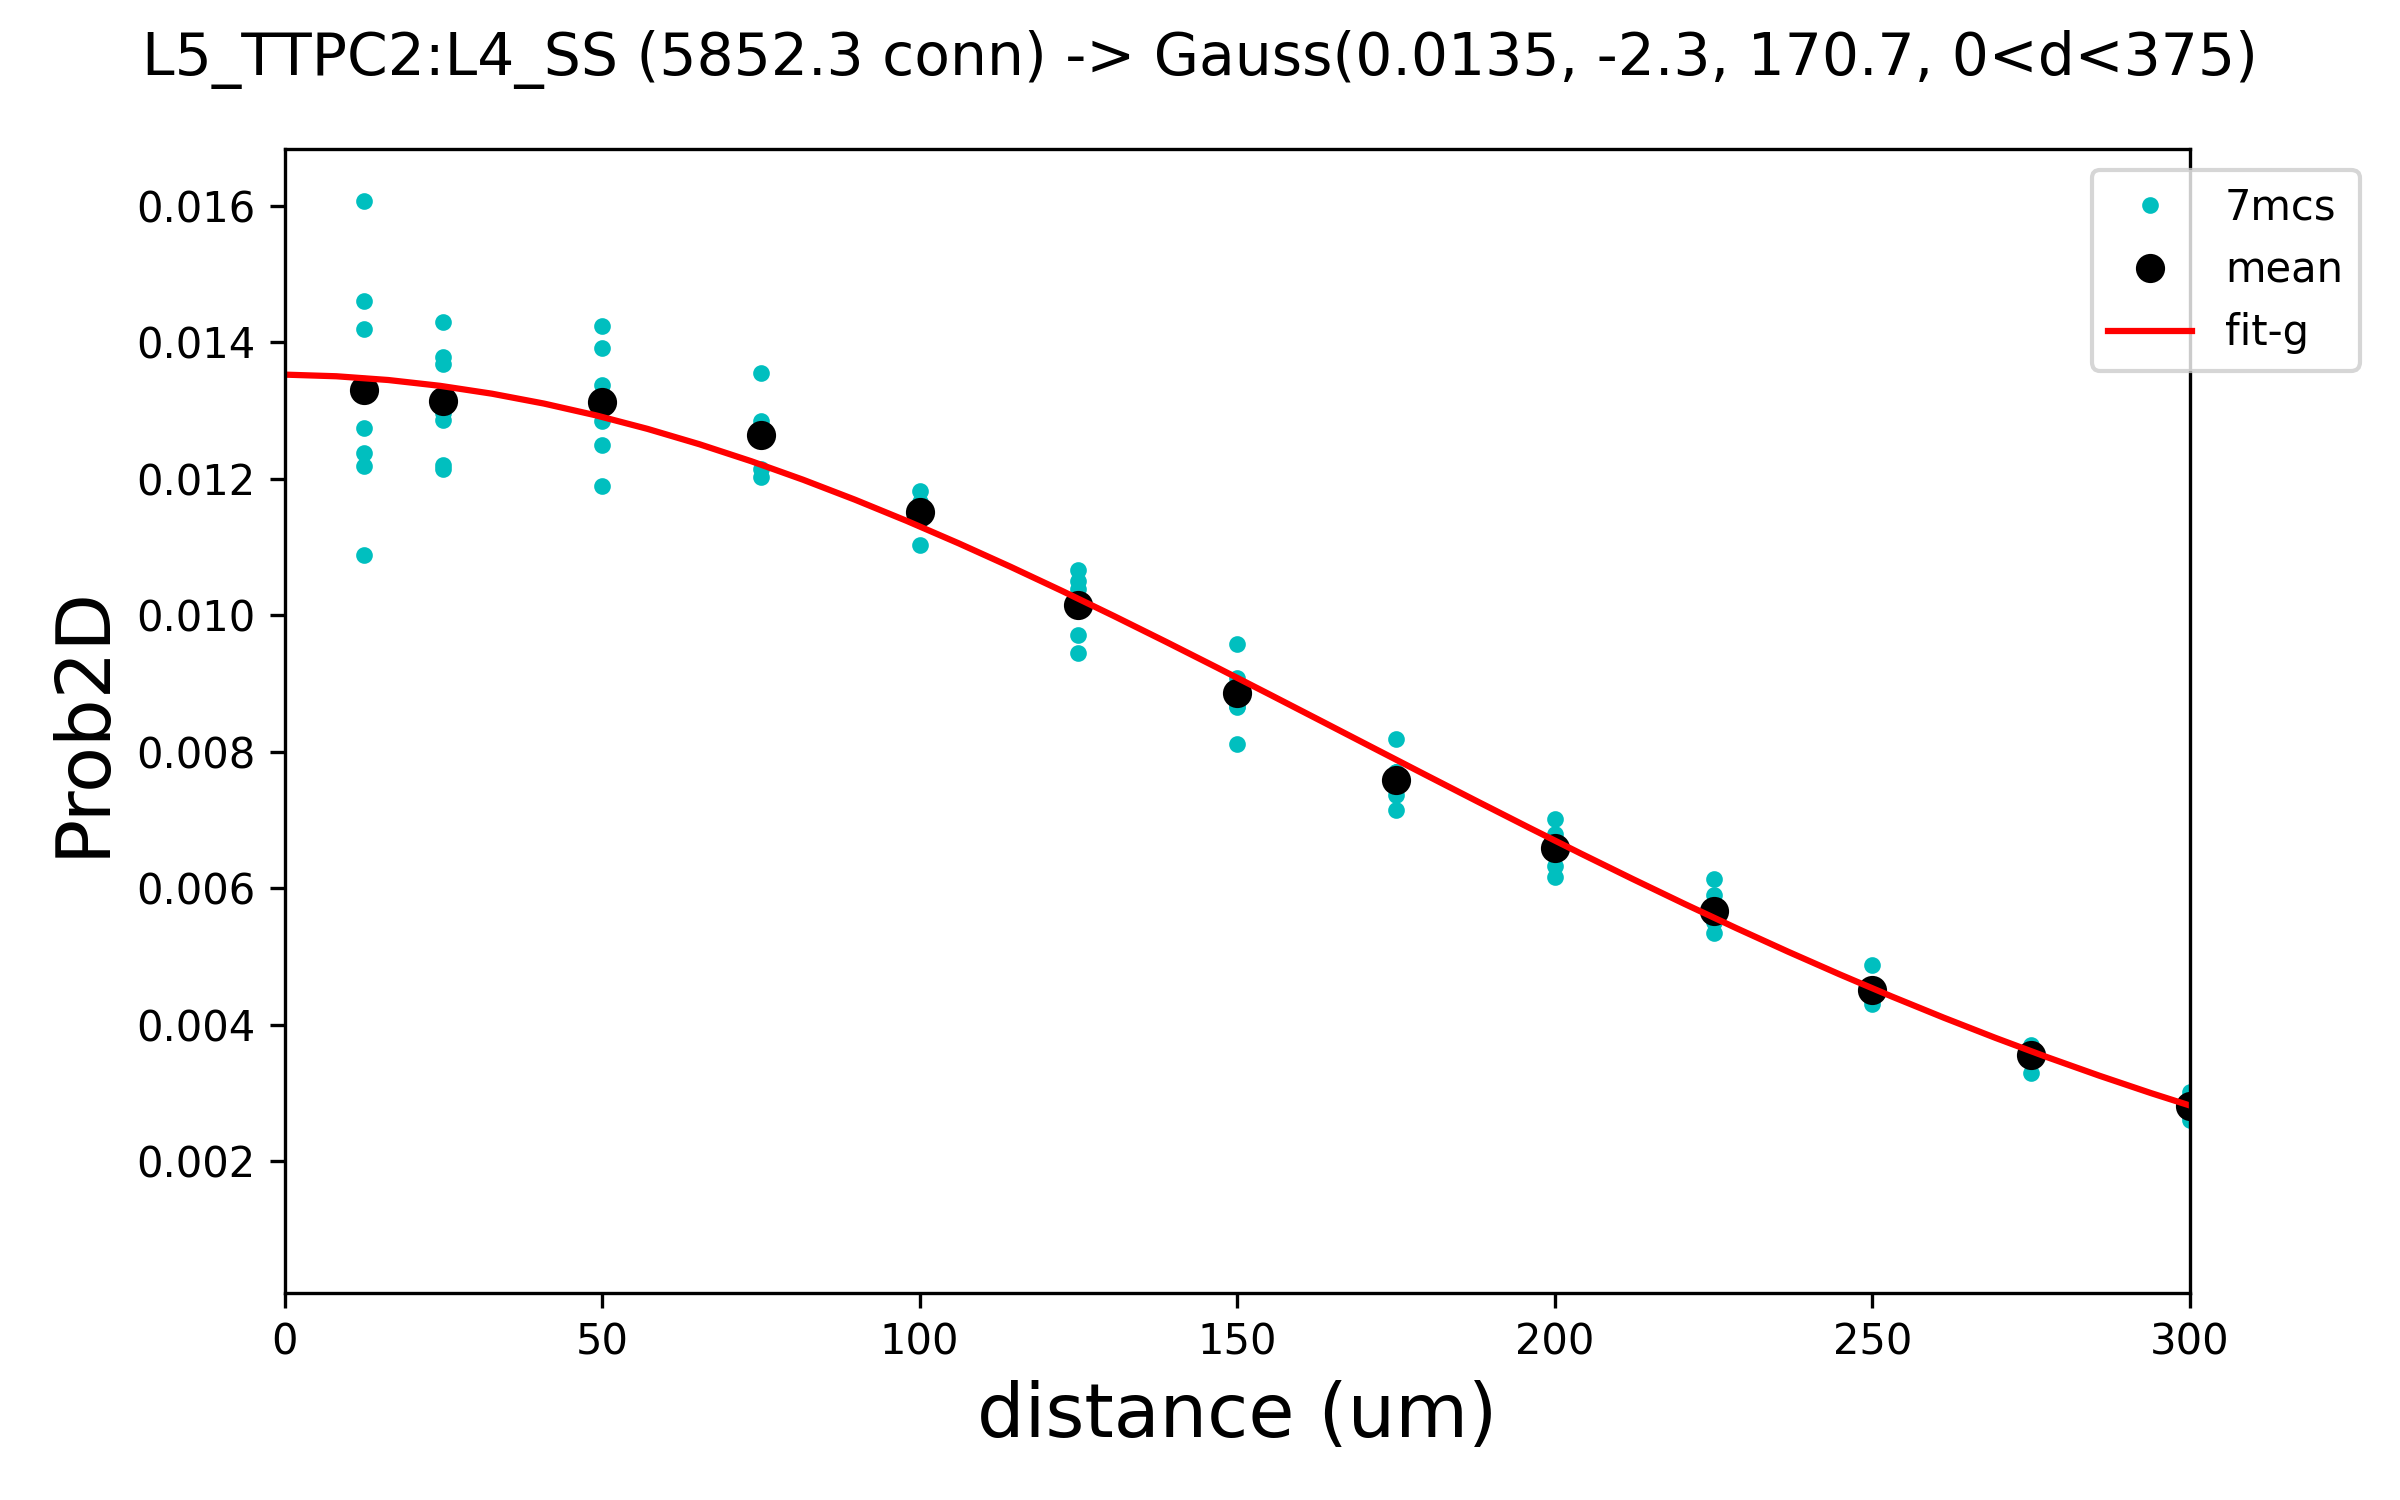 L5_TTPC2:L4_SS (5852.3 conn) -> Gauss(0.0135, -2.3, 170.7, 0<d<375)
7mcs
mean
fit-g
Prob2D
0.016
0.014
0.012
0.010
0.008
0.006
0.004
0.002
0 50 100 150 200 250 300
distance (um)